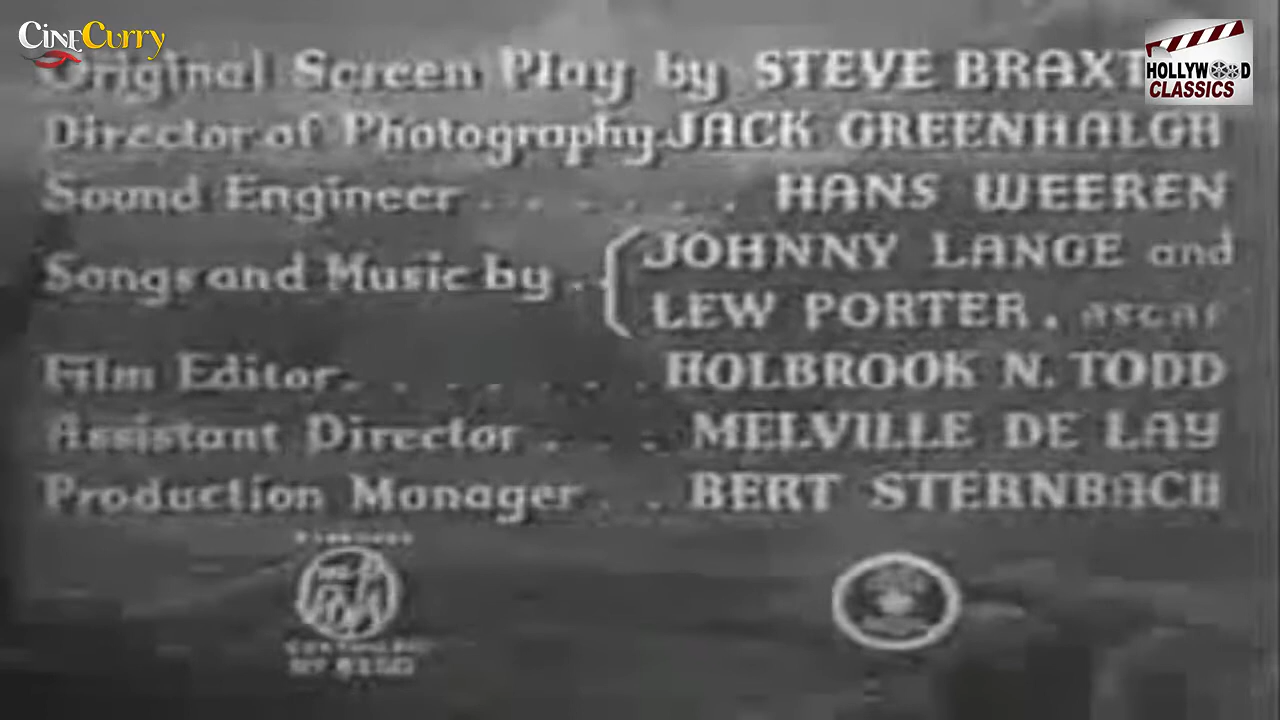 CINECURRY
HOLLYWOOD
CLASSICS
Original Screen Play by STEVE BRAXT
Director of Photography JACK GREENHALGH
Sound Engineer . . . . . . . HANS WEEREN
Songs and Music by . { JOHNNY LANGE and
LEW PORTER. ascap
Film Editor . . . . . . . HOLBROOK N. TODD
Assistant Director . . . MELVILLE DE LAY
Production Manager . . BERT STERNBACH